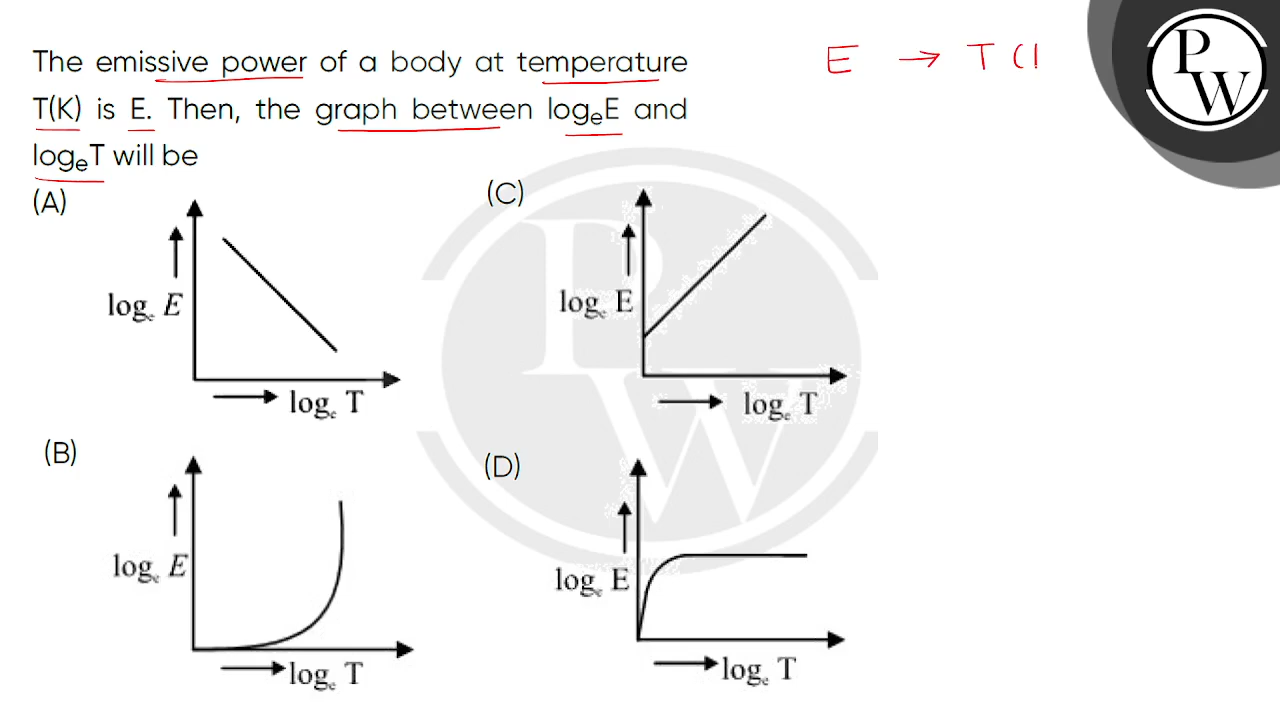 The emissive power of a body at temperature
T(K) is E. Then, the graph between logₑE and
logₑT will be
E → T (
P
W
(A)
logₑ E
logₑ T
(C)
logₑ E
logₑ T
(B)
logₑ E
logₑ T
(D)
logₑ E
logₑ T
PW